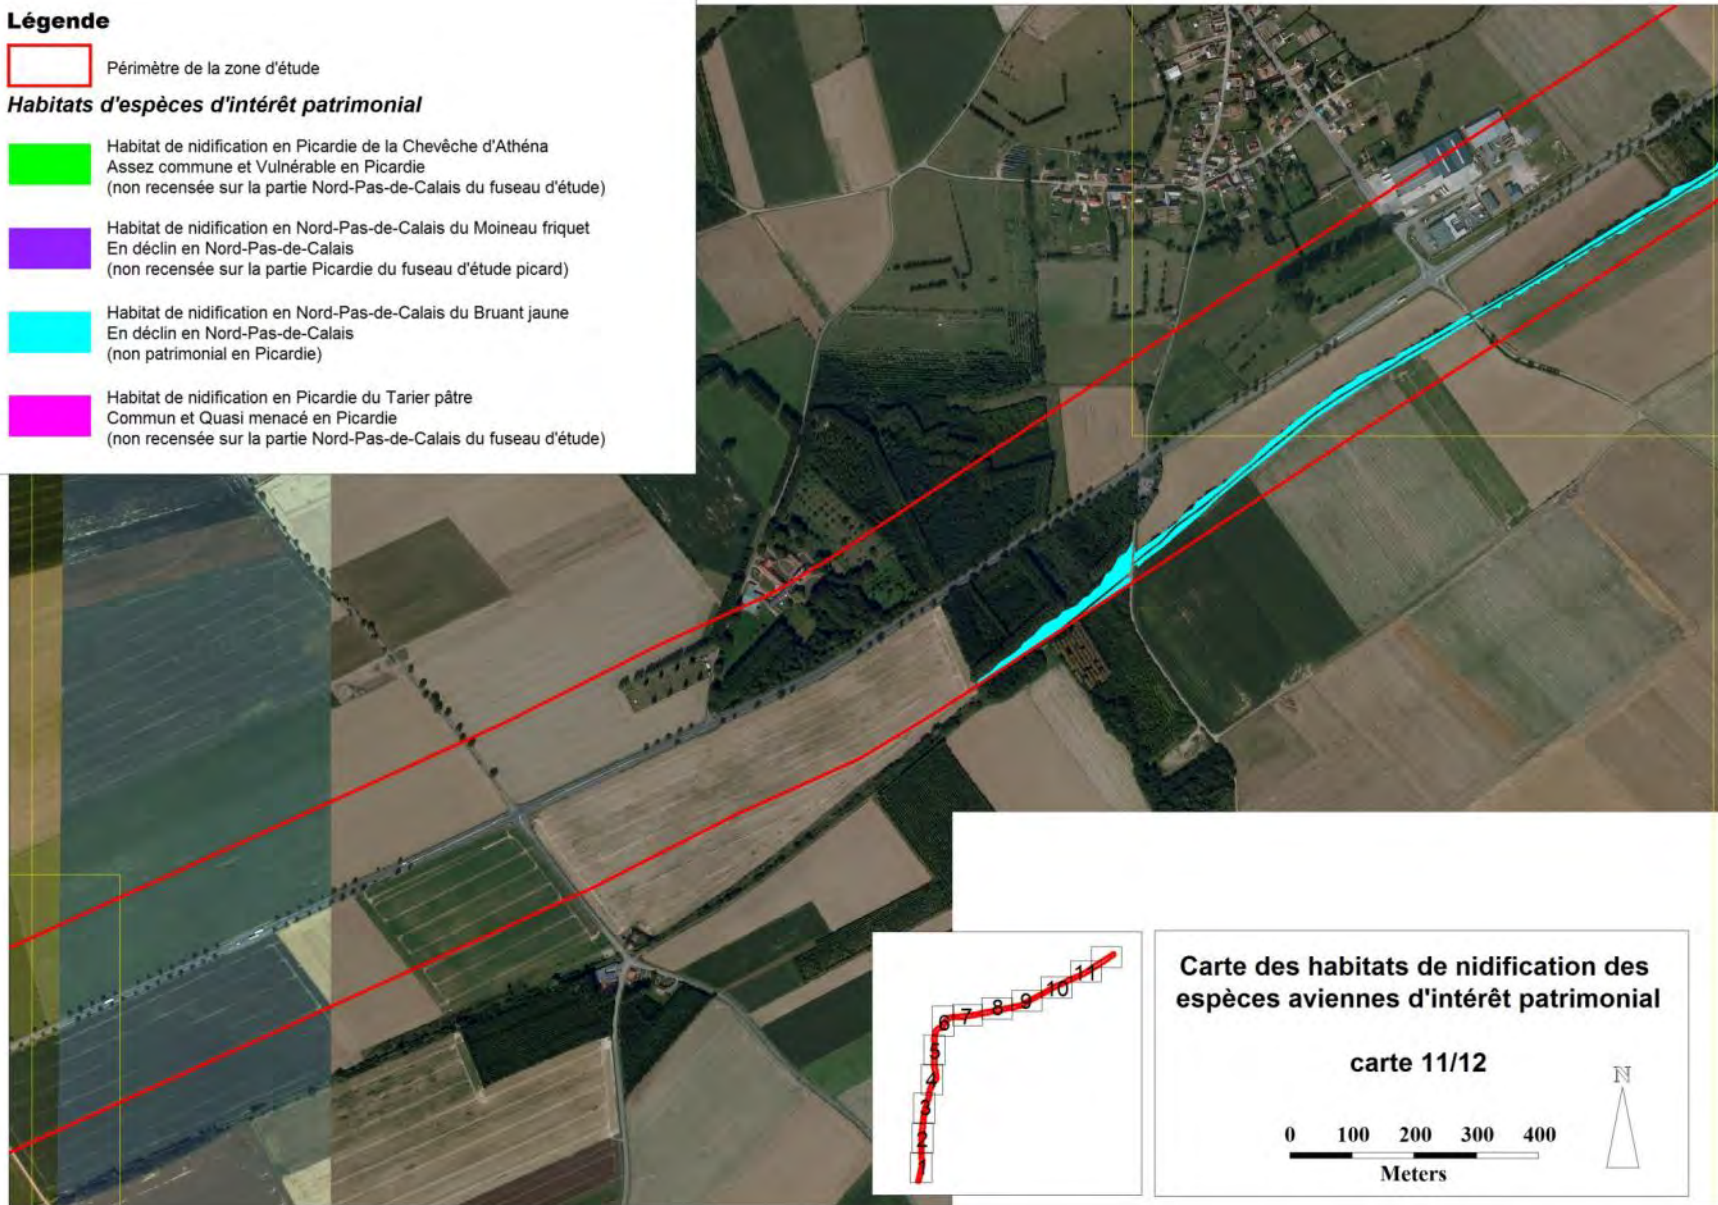 Légende
Périmètre de la zone d'étude
Habitats d'espèces d'intérêt patrimonial
Habitat de nidification en Picardie de la Chevêche d'Athéna
Assez commune et Vulnérable en Picardie
(non recensée sur la partie Nord-Pas-de-Calais du fuseau d'étude)
Habitat de nidification en Nord-Pas-de-Calais du Moineau friquet
En déclin en Nord-Pas-de-Calais
(non recensée sur la partie Picardie du fuseau d'étude picard)
Habitat de nidification en Nord-Pas-de-Calais du Bruant jaune
En déclin en Nord-Pas-de-Calais
(non patrimonial en Picardie)
Habitat de nidification en Picardie du Tarier pâtre
Commun et Quasi menacé en Picardie
(non recensée sur la partie Nord-Pas-de-Calais du fuseau d'étude)
11
10
9
8
7
6
5
4
3
2
1
Carte des habitats de nidification des
espèces aviennes d'intérêt patrimonial
carte 11/12
N
0 100 200 300 400
Meters